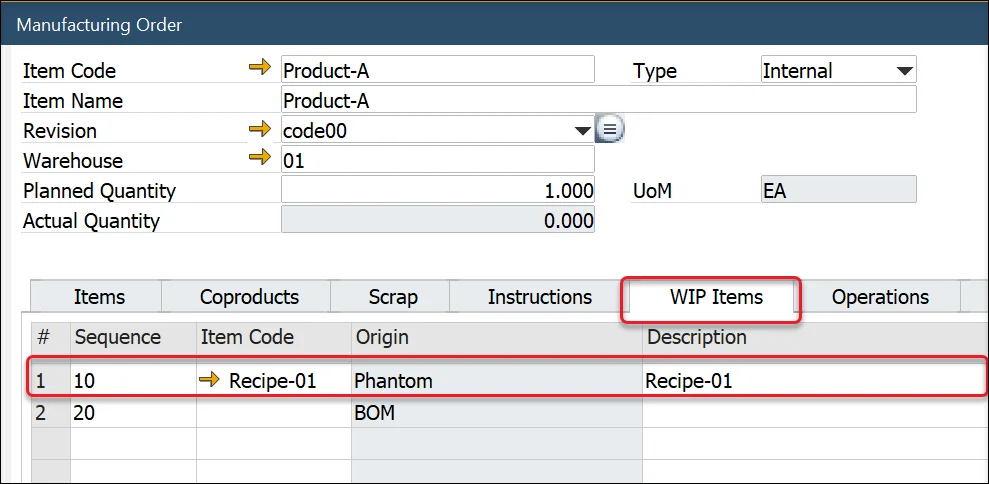 Manufacturing Order
Item Code Product-A Type Internal
Item Name Product-A
Revision code00
Warehouse 01
Planned Quantity 1.000 UoM EA
Actual Quantity 0.000
Items Coproducts Scrap Instructions WIP Items Operations
# Sequence Item Code Origin Description
1 10 Recipe-01 Phantom Recipe-01
2 20 BOM